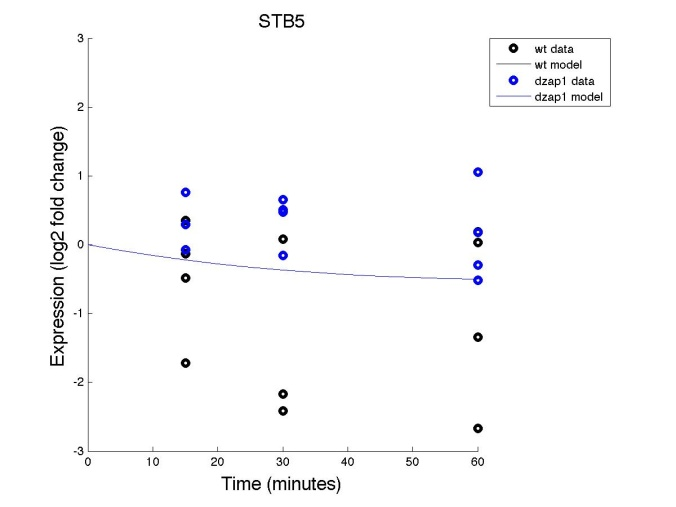 STB5
3
2
1
0
-1
-2
-3
0 10 20 30 40 50 60
Expression (log2 fold change)
Time (minutes)
wt data
wt model
dzap1 data
dzap1 model